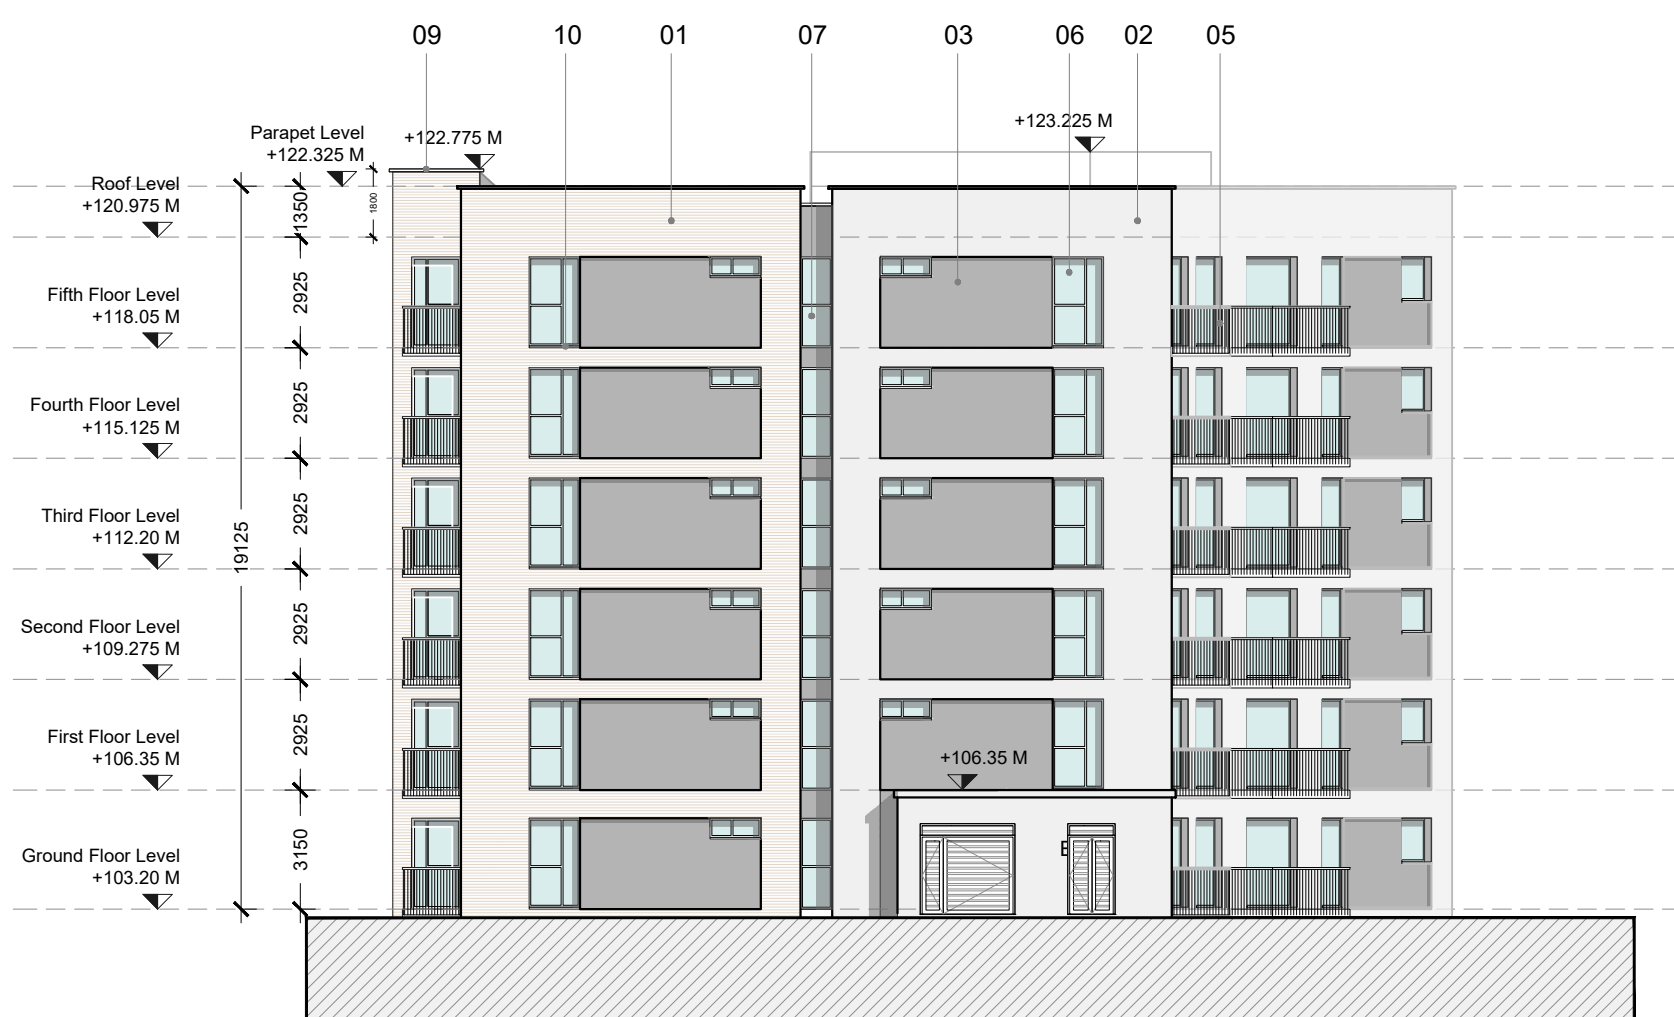 09 10 01 07 03 06 02 05
Parapet Level
+122.325 M
+122.775 M
+123.225 M
Roof Level
+120.975 M
1350
1800
Fifth Floor Level
+118.05 M
2925
Fourth Floor Level
+115.125 M
2925
Third Floor Level
+112.20 M
2925
19125
Second Floor Level
+109.275 M
2925
First Floor Level
+106.35 M
2925
+106.35 M
Ground Floor Level
+103.20 M
3150